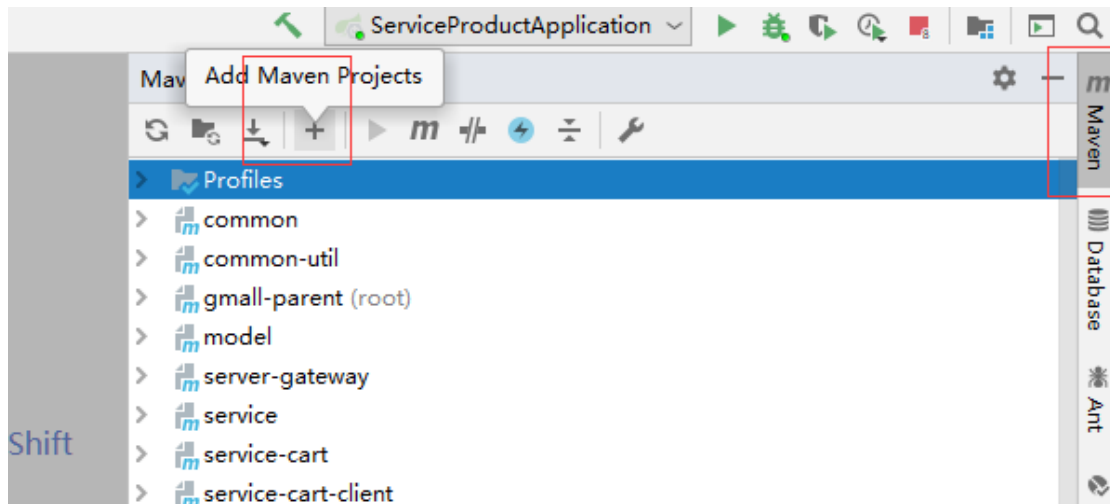 ServiceProductApplication
Add Maven Projects
Mav
m
Profiles
common
common-util
gmall-parent (root)
model
server-gateway
service
service-cart
service-cart-client
Shift
m
Maven
Database
Ant